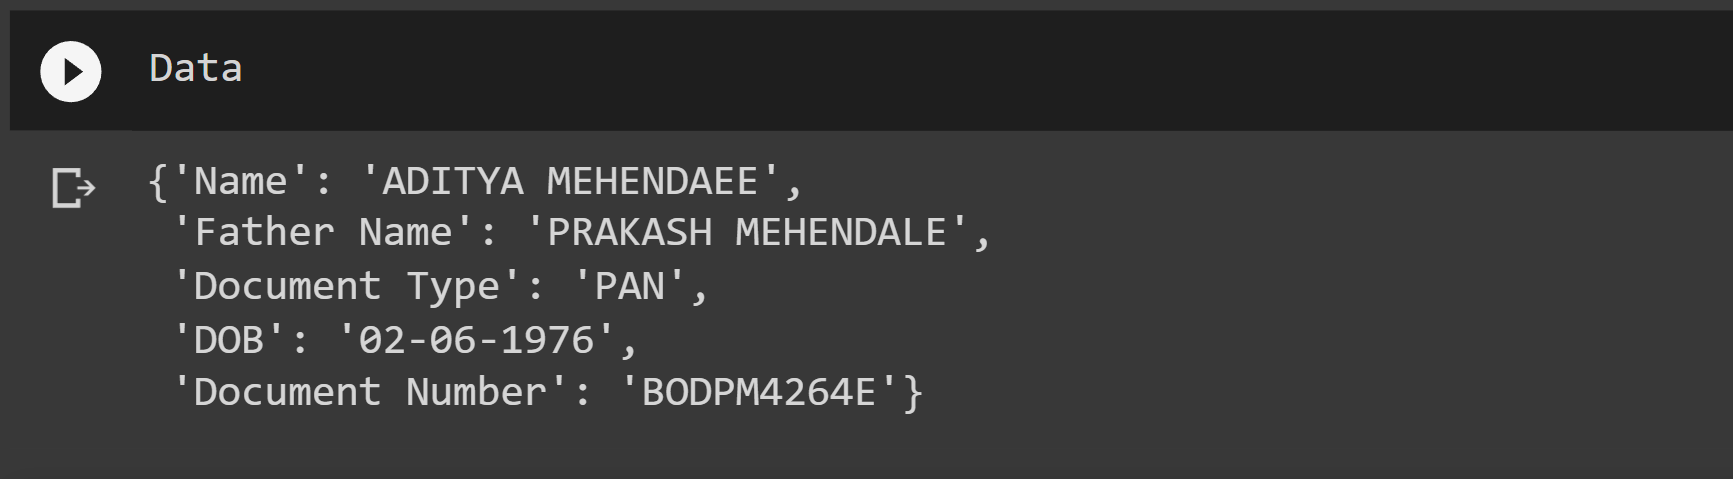 Data
{'Name': 'ADITYA MEHENDAEE',
'Father Name': 'PRAKASH MEHENDALE',
'Document Type': 'PAN',
'DOB': '02-06-1976',
'Document Number': 'BODPM4264E'}